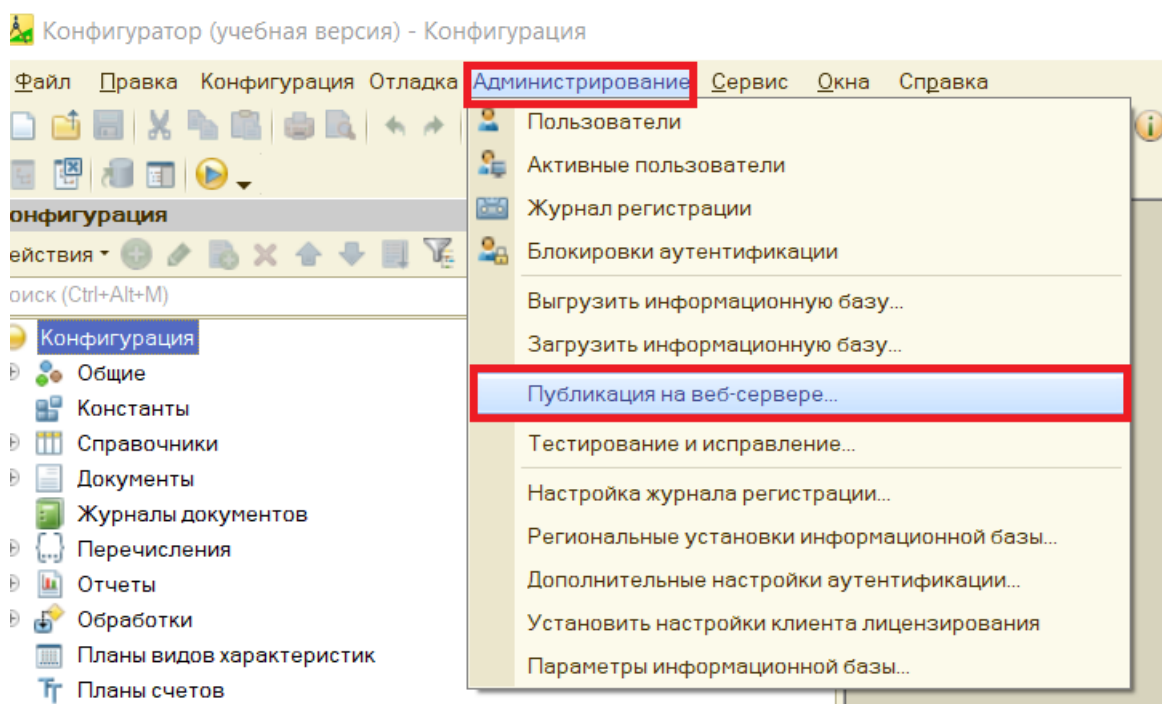 Конфигуратор (учебная версия) - Конфигурация
Файл Правка Конфигурация Отладка Администрирование Сервис Окна Справка
Пользователи
Активные пользователи
Журнал регистрации
Блокировки аутентификации
Выгрузить информационную базу...
Загрузить информационную базу...
Публикация на веб-сервере...
Тестирование и исправление...
Настройка журнала регистрации...
Региональные установки информационной базы...
Дополнительные настройки аутентификации...
Установить настройки клиента лицензирования
Параметры информационной базы...
онфигурация
ействия
оиск (Ctrl+Alt+M)
Конфигурация
Общие
Константы
Справочники
Документы
Журналы документов
Перечисления
Отчеты
Обработки
Планы видов характеристик
Планы счетов